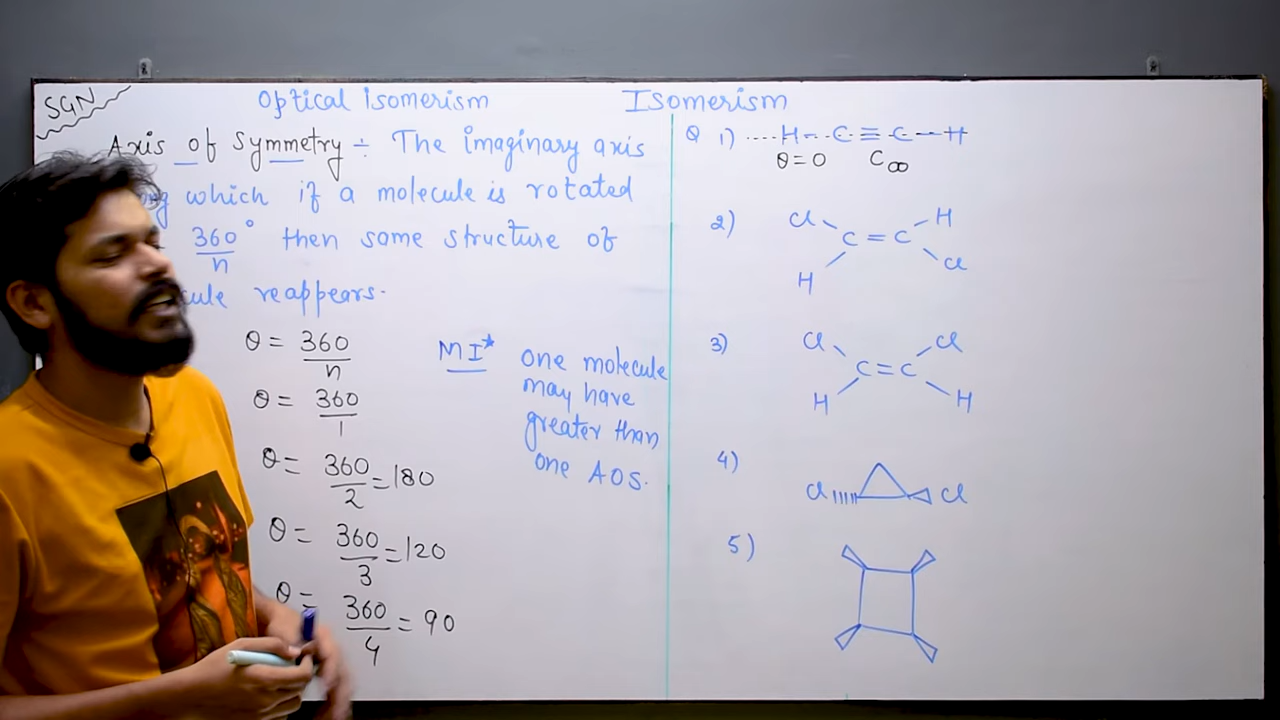 SGN
Optical Isomerism
Isomerism
Axis of Symmetry ÷ The imaginary axis
which if a molecule is rotated
360°/n then same structure of
reappears.
θ = 360/n
θ = 360/1
θ = 360/2 = 180
θ = 360/3 = 120
θ = 360/4 = 90
MI* one molecule
may have
greater than
one AOS.
Q 1) ....H--C≡C--H
θ=0 C∞
2) Cl H
C=C
H Cl
3) Cl Cl
C=C
H H
4) Cl Cl
5)